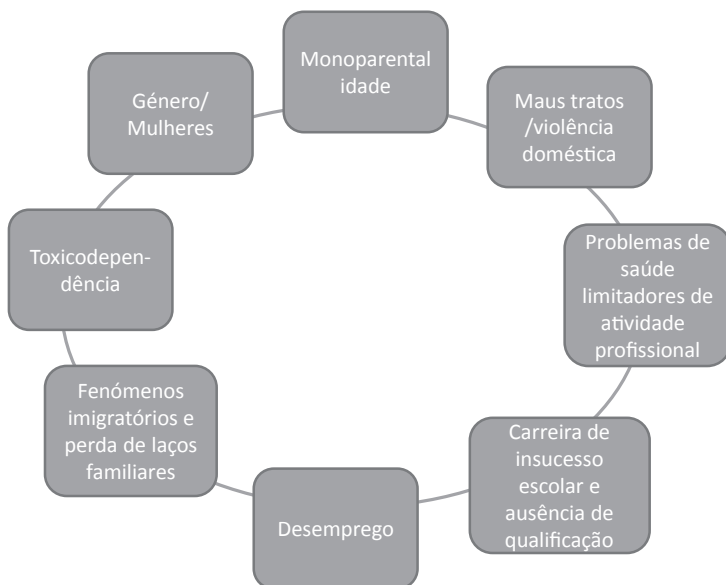 Monoparental
idade
Maus tratos
/violência
doméstica
Problemas de
saúde
limitadores de
atividade
profissional
Carreira de
insucesso
escolar e
ausência de
qualificação
Desemprego
Fenómenos
imigratórios e
perda de laços
familiares
Toxicodepen-
dência
Género/
Mulheres